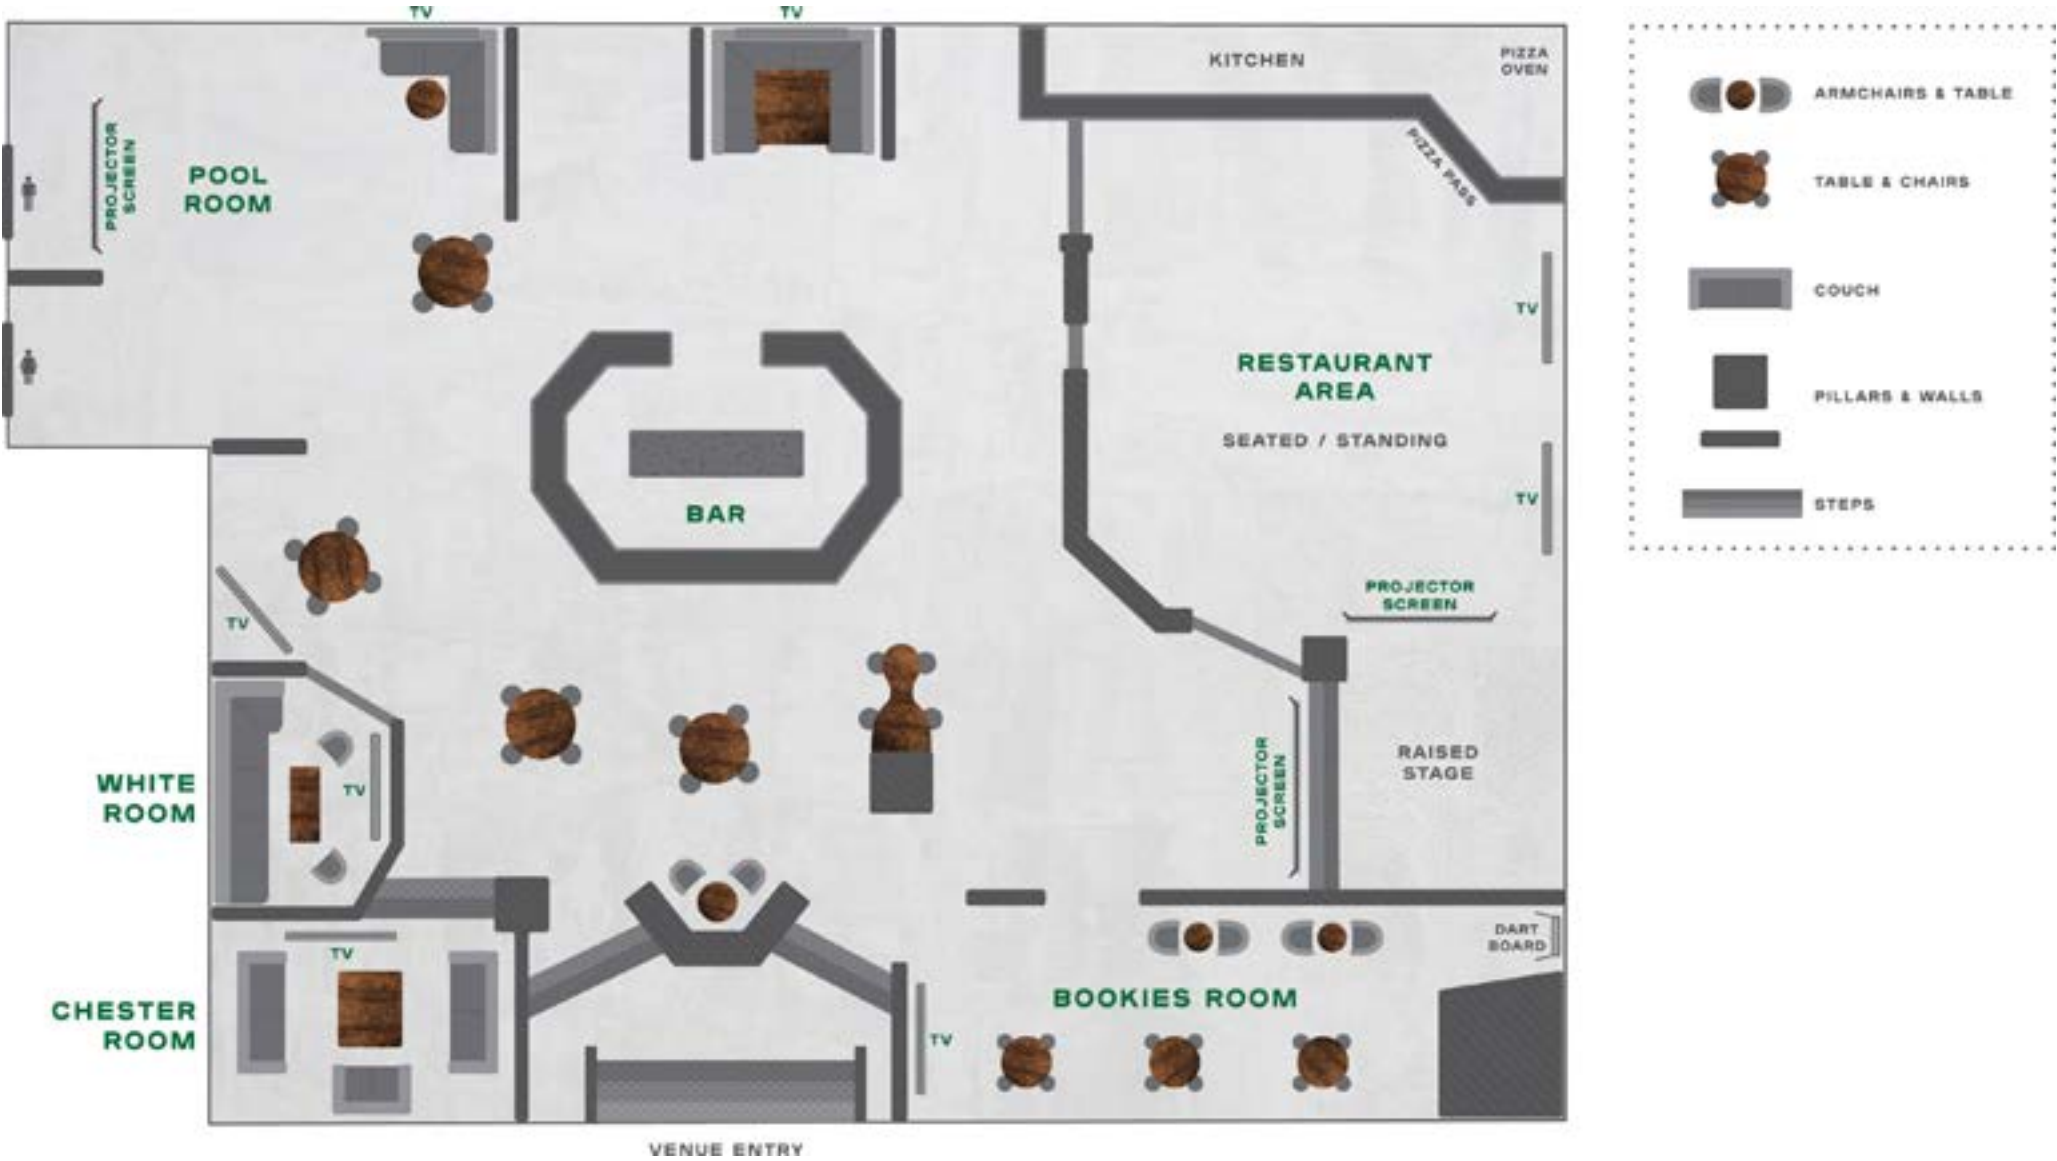 TV
TV
KITCHEN
PIZZA
OVEN
PIZZA PASS
PROJECTOR
SCREEN
POOL
ROOM
TV
RESTAURANT
AREA
SEATED / STANDING
TV
BAR
PROJECTOR
SCREEN
TV
WHITE
ROOM
TV
PROJECTOR
SCREEN
RAISED
STAGE
CHESTER
ROOM
TV
TV
BOOKIES ROOM
DART
BOARD
VENUE ENTRY
ARMCHAIRS & TABLE
TABLE & CHAIRS
COUCH
PILLARS & WALLS
STEPS